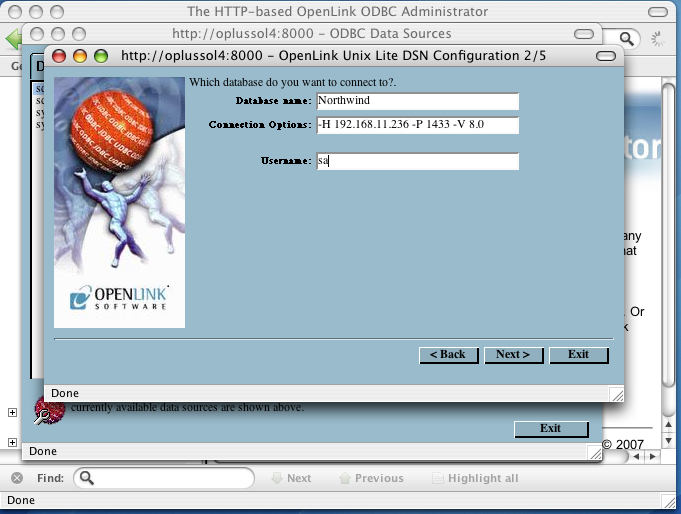 The HTTP-based OpenLink ODBC Administrator
http://oplussol4:8000 – ODBC Data Sources
http://oplussol4:8000 – OpenLink Unix Lite DSN Configuration 2/5
Which database do you want to connect to?.
Database name: Northwind
Connection Options: -H 192.168.11.236 -P 1433 -V 8.0
Username: sa
OPENLINK
SOFTWARE
< Back Next > Exit
Done
currently available data sources are shown above.
Exit
Done
© 2007
Find: Next Previous Highlight all
Done
tor
any
hat
. Or
k